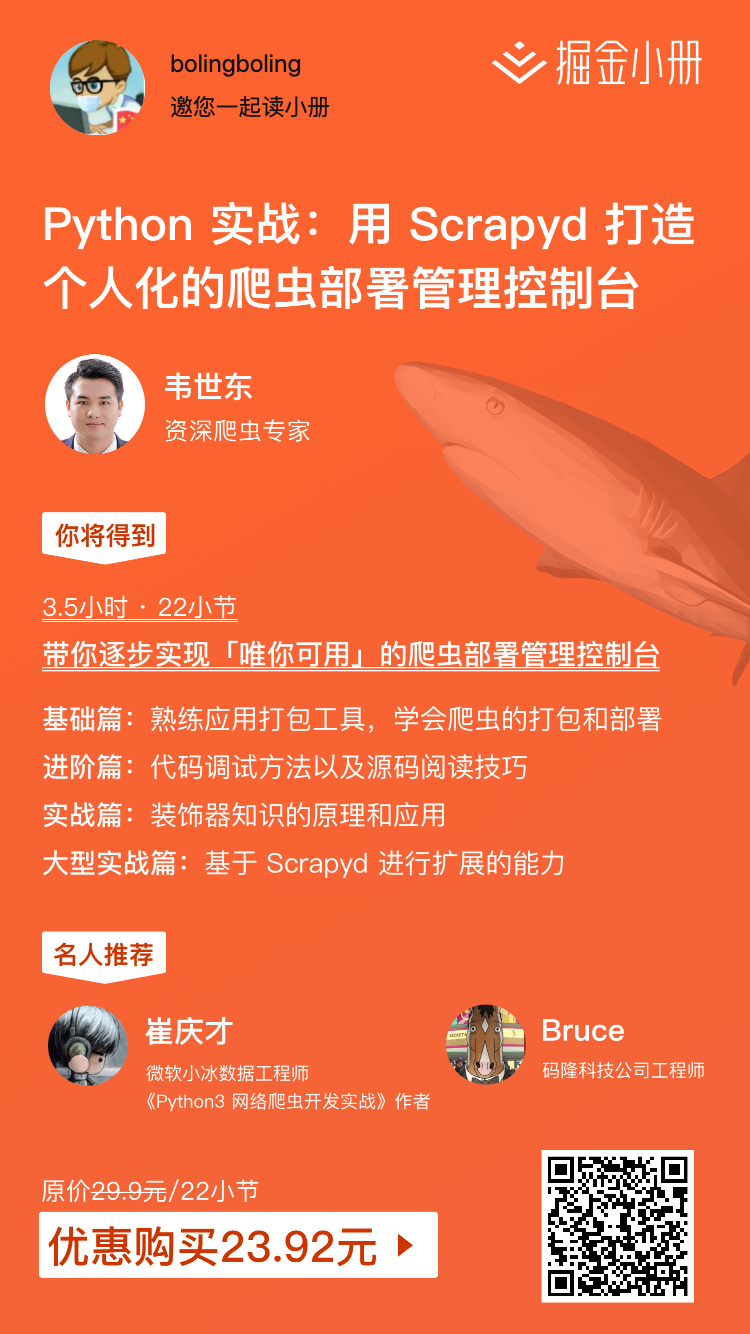 bolingboling
邀您一起读小册
掘金小册
Python 实战：用 Scrapyd 打造
个人化的爬虫部署管理控制台
韦世东
资深爬虫专家
你将得到
3.5小时 · 22小节
带你逐步实现「唯你可用」的爬虫部署管理控制台
基础篇：熟练应用打包工具，学会爬虫的打包和部署
进阶篇：代码调试方法以及源码阅读技巧
实战篇：装饰器知识的原理和应用
大型实战篇：基于 Scrapyd 进行扩展的能力
名人推荐
崔庆才
微软小冰数据工程师
《Python3 网络爬虫开发实战》作者
Bruce
码隆科技公司工程师
原价29.9元/22小节
优惠购买23.92元